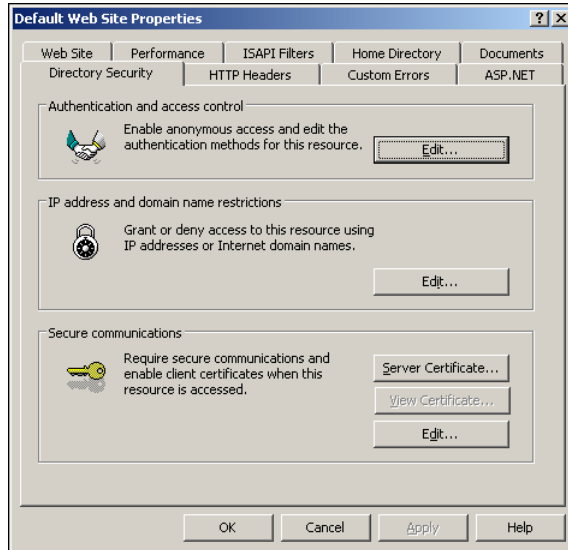 Default Web Site Properties
Web Site Performance ISAPI Filters Home Directory Documents
Directory Security HTTP Headers Custom Errors ASP.NET
Authentication and access control
Enable anonymous access and edit the
authentication methods for this resource.
Edit...
IP address and domain name restrictions
Grant or deny access to this resource using
IP addresses or Internet domain names.
Edit...
Secure communications
Require secure communications and
enable client certificates when this
resource is accessed.
Server Certificate...
View Certificate...
Edit...
OK Cancel Apply Help